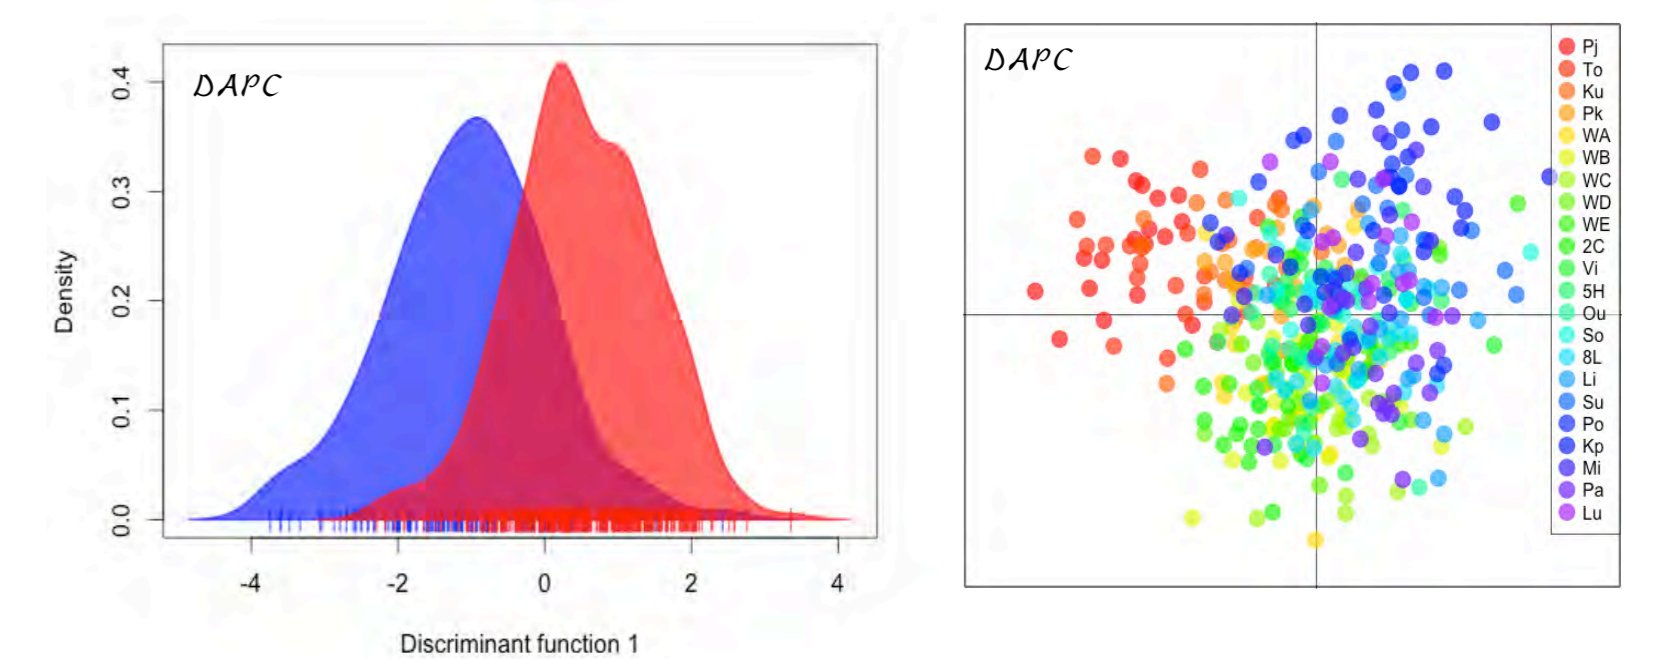 DAPC
Density
0.0
0.1
0.2
0.3
0.4
-4
-2
0
2
4
Discriminant function 1
DAPC
Pj
To
Ku
Pk
WA
WB
WC
WD
WE
2C
Vi
5H
Ou
So
8L
Li
Su
Po
Kp
Mi
Pa
Lu